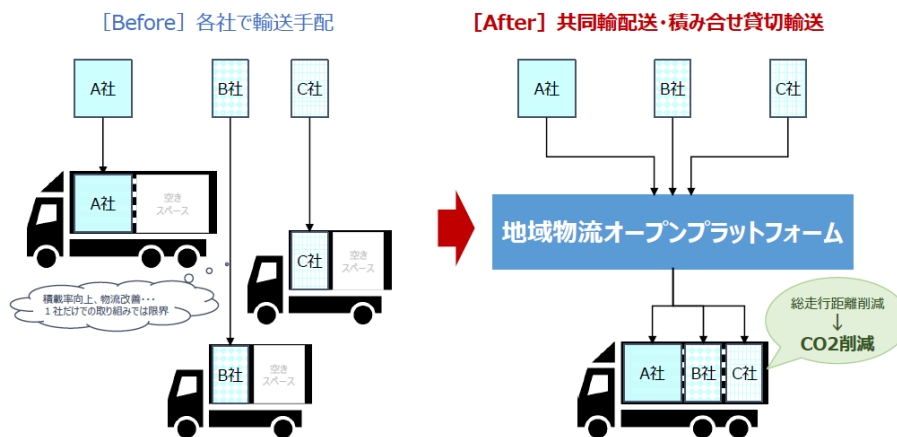 ［Before］各社で輸送手配
A社
B社
C社
A社
空き
スペース
C社
空き
スペース
積載率向上、物流改善･･･
１社だけでの取り組みでは限界
B社
空き
スペース
［After］共同輸配送・積み合せ貸切輸送
A社
B社
C社
地域物流オープンプラットフォーム
総走行距離削減
↓
CO2削減
A社
B社
C社